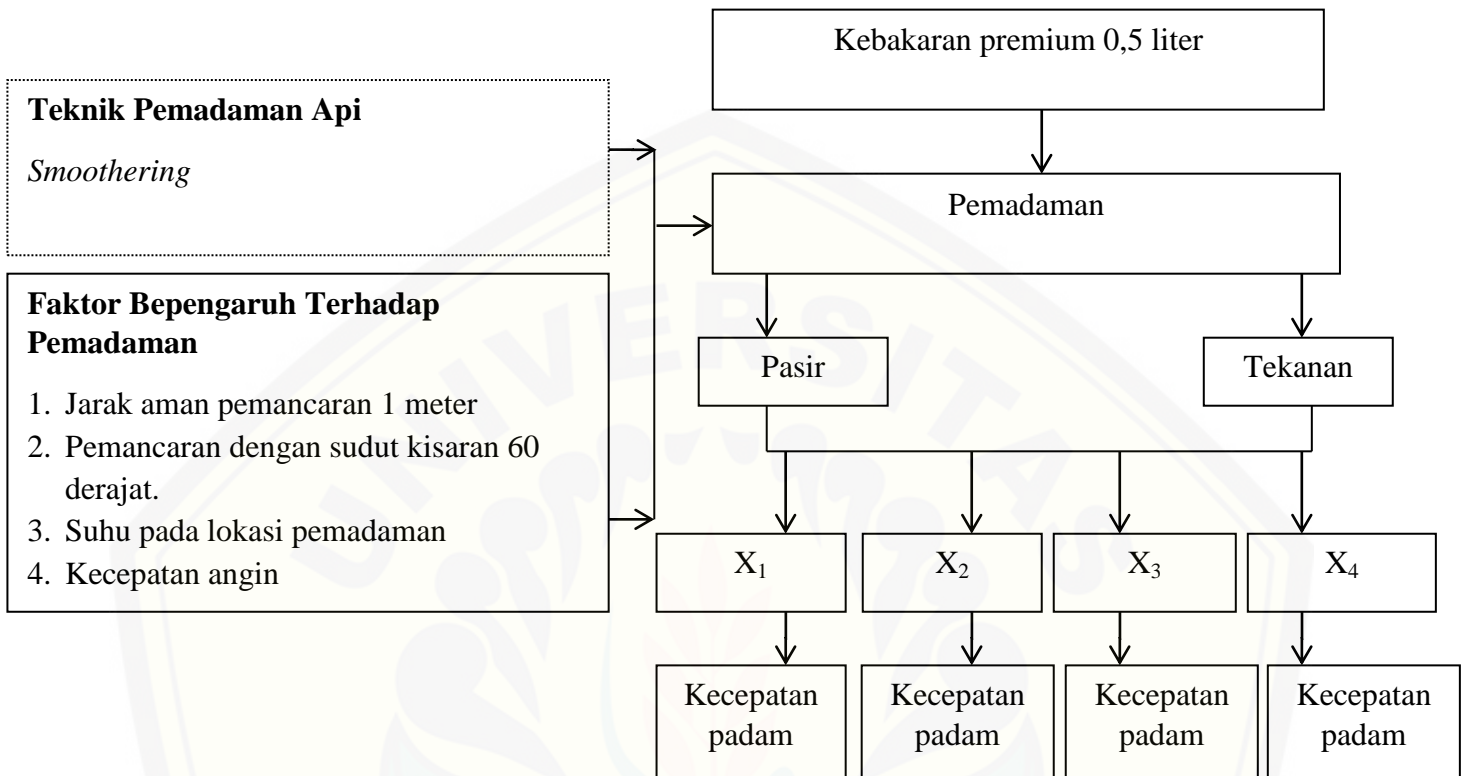 Kebakaran premium 0,5 liter
Teknik Pemadaman Api
Smoothering
Pemadaman
Faktor Bepengaruh Terhadap
Pemadaman
1. Jarak aman pemancaran 1 meter
2. Pemancaran dengan sudut kisaran 60
derajat.
3. Suhu pada lokasi pemadaman
4. Kecepatan angin
Pasir
Tekanan
X₁
X₂
X₃
X₄
Kecepatan
padam
Kecepatan
padam
Kecepatan
padam
Kecepatan
padam
UNIVERSITAS